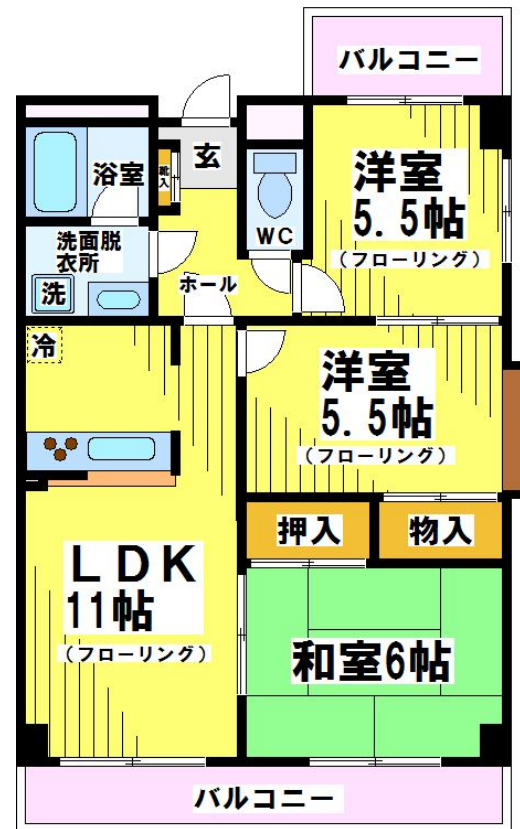 バルコニー
浴室
靴入
玄
WC
洋室
5.5帖
(フローリング)
洗面脱
衣所
洗
ホール
冷
洋室
5.5帖
(フローリング)
押入
物入
LDK
11帖
(フローリング)
和室6帖
バルコニー